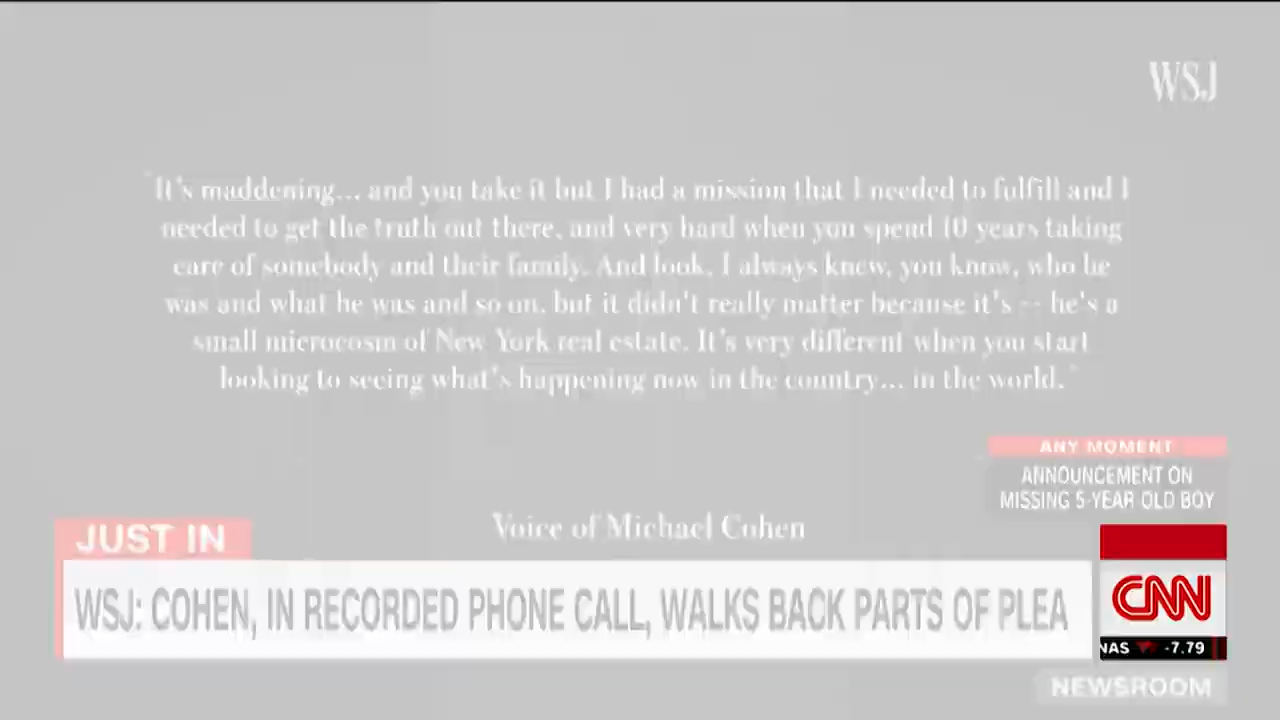 WSJ
"It's maddening... and you take it but I had a mission that I needed to fulfill and I
needed to get the truth out there, and very hard when you spend 10 years taking
care of somebody and their family. And look, I always knew, you know, who he
was and what he was and so on, but it didn't really matter because it's -- he's a
small microcosm of New York real estate. It's very different when you start
looking to seeing what's happening now in the country... in the world."
ANY MOMENT
ANNOUNCEMENT ON
MISSING 5-YEAR OLD BOY
Voice of Michael Cohen
JUST IN
WSJ: COHEN, IN RECORDED PHONE CALL, WALKS BACK PARTS OF PLEA
CNN
NAS -7.79
NEWSROOM